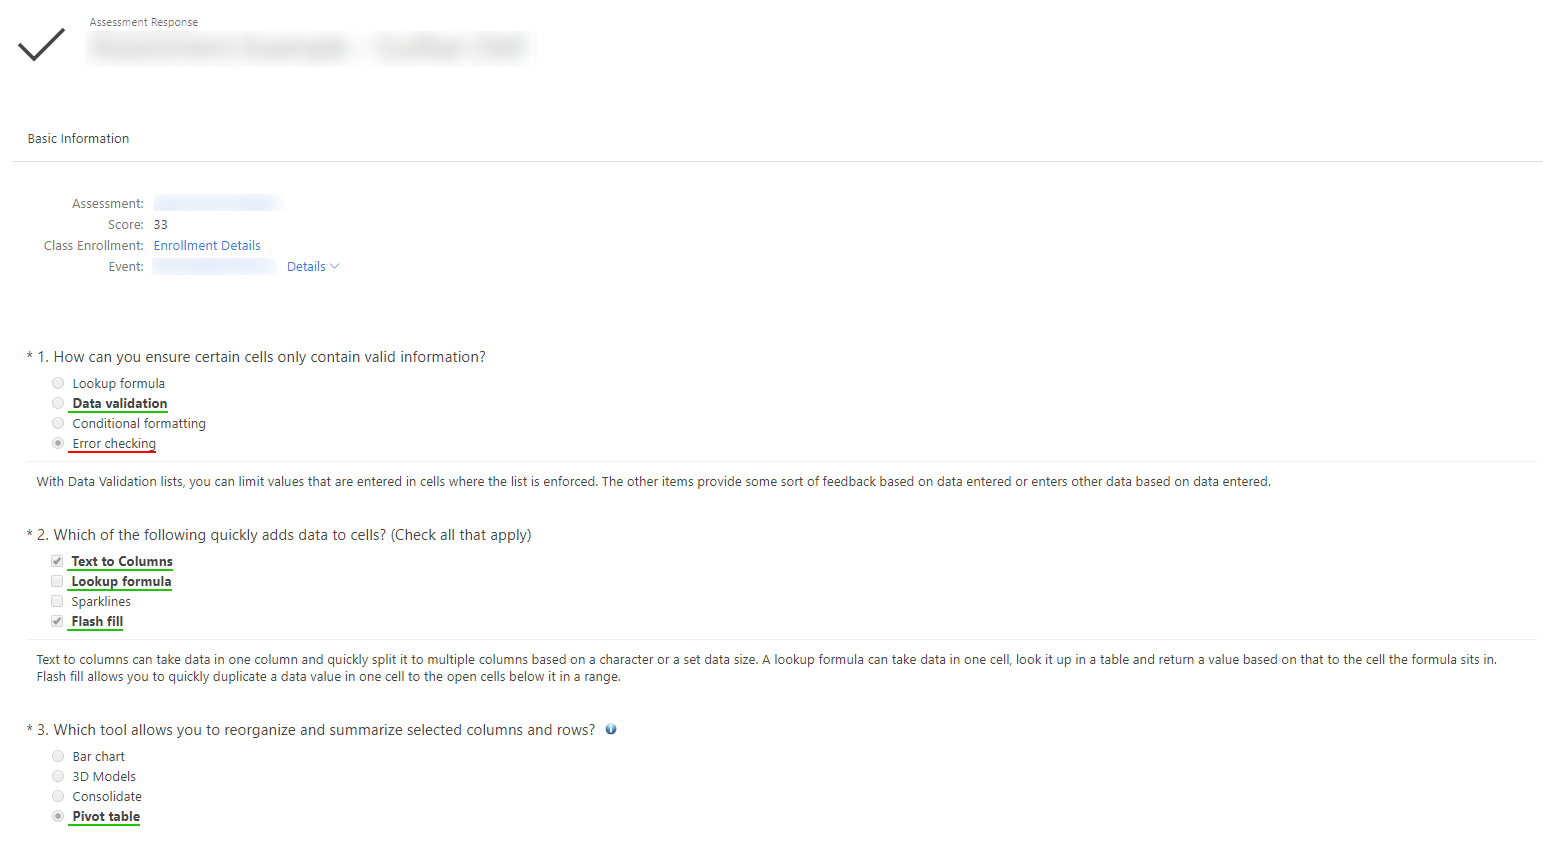 Assessment Response
Basic Information
Assessment:
Score: 33
Class Enrollment: Enrollment Details
Event: Details
* 1. How can you ensure certain cells only contain valid information?
Lookup formula
Data validation
Conditional formatting
Error checking
With Data Validation lists, you can limit values that are entered in cells where the list is enforced. The other items provide some sort of feedback based on data entered or enters other data based on data entered.
* 2. Which of the following quickly adds data to cells? (Check all that apply)
Text to Columns
Lookup formula
Sparklines
Flash fill
Text to columns can take data in one column and quickly split it to multiple columns based on a character or a set data size. A lookup formula can take data in one cell, look it up in a table and return a value based on that to the cell the formula sits in.
Flash fill allows you to quickly duplicate a data value in one cell to the open cells below it in a range.
* 3. Which tool allows you to reorganize and summarize selected columns and rows?
Bar chart
3D Models
Consolidate
Pivot table